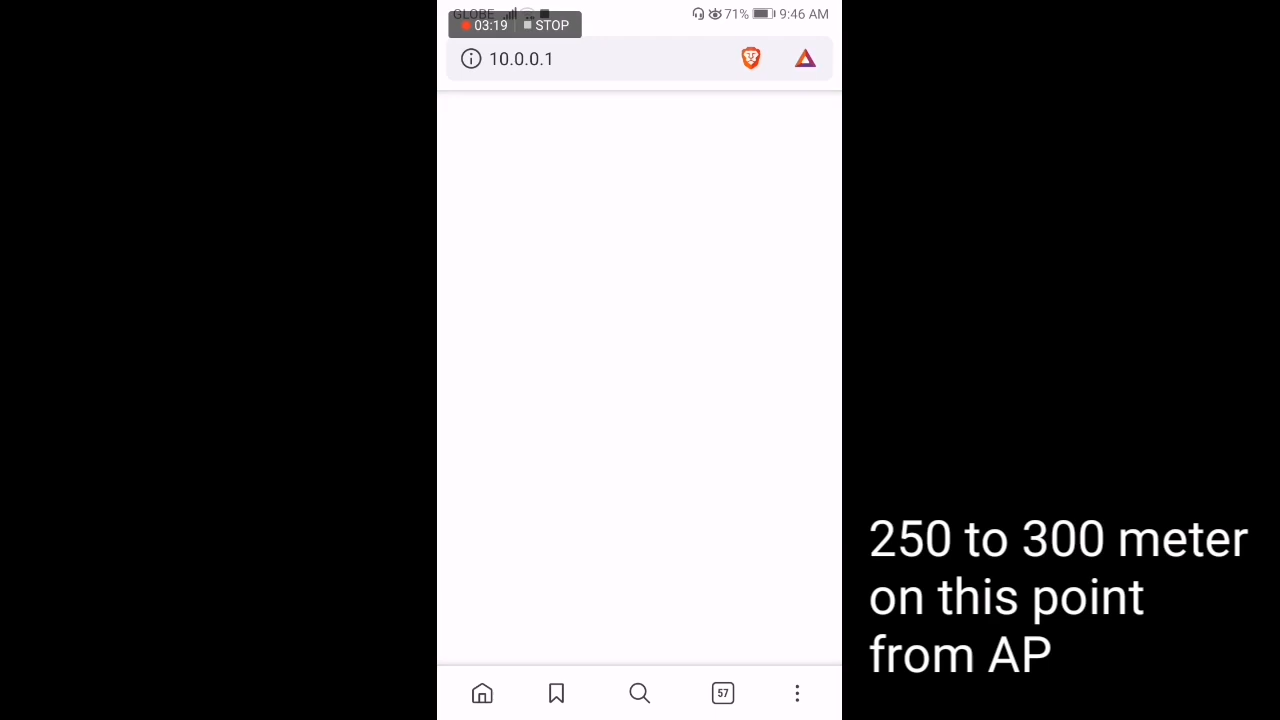 GLOBE 71% 9:46 AM
03:19 STOP
10.0.0.1
250 to 300 meter
on this point
from AP
57